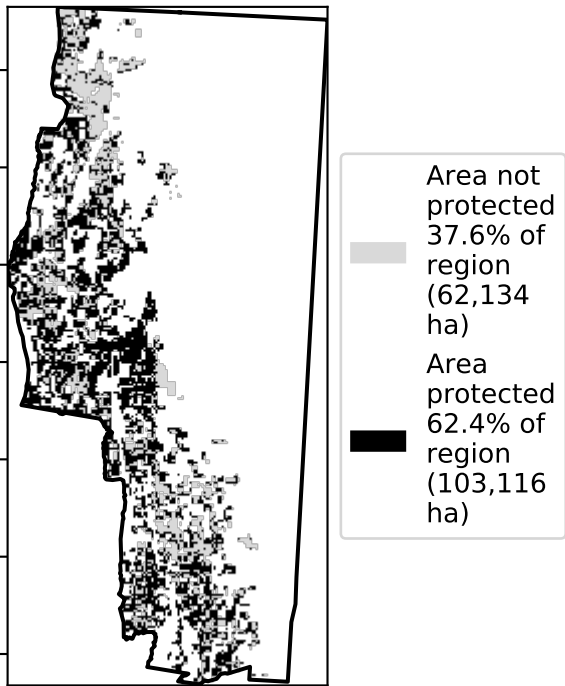 Area not
protected
37.6% of
region
(62,134
ha)
Area
protected
62.4% of
region
(103,116
ha)